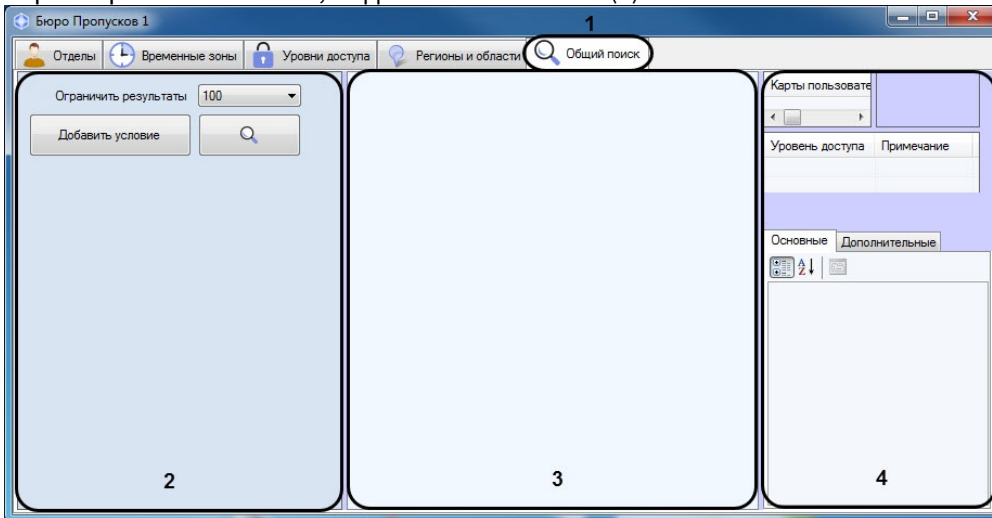 Бюро Пропусков 1
1
Отделы Временные зоны Уровни доступа Регионы и области Общий поиск
Ограничить результаты 100
Добавить условие
Карты пользовате
Уровень доступа Примечание
Основные Дополнительные
2
3
4